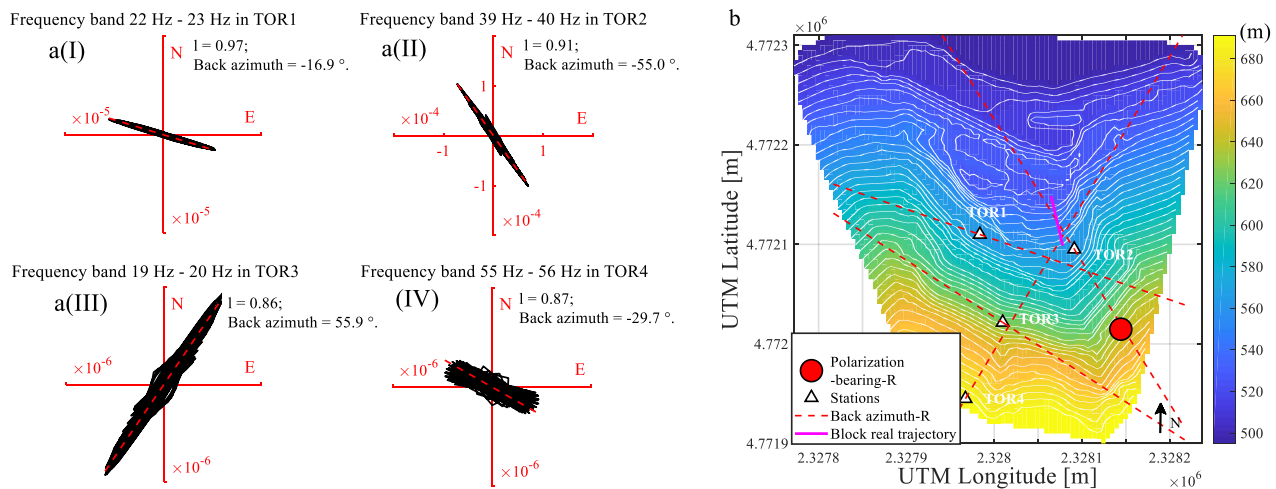 Frequency band 22 Hz - 23 Hz in TOR1
a(I)
N
l = 0.97;
Back azimuth = -16.9 °.
×10⁻⁵
E
×10⁻⁵
Frequency band 39 Hz - 40 Hz in TOR2
a(II)
N
l = 0.91;
Back azimuth = -55.0 °.
1
×10⁻⁴
E
-1
1
-1
×10⁻⁴
Frequency band 19 Hz - 20 Hz in TOR3
a(III)
N
l = 0.86;
Back azimuth = 55.9 °.
×10⁻⁶
E
×10⁻⁶
Frequency band 55 Hz - 56 Hz in TOR4
(IV)
N
l = 0.87;
Back azimuth = -29.7 °.
×10⁻⁶
E
×10⁻⁶
b
×10⁶
(m)
4.7723
4.7722
4.7721
4.772
4.7719
UTM Latitude [m]
TOR1
TOR2
TOR3
TOR4
Polarization
-bearing-R
Stations
Back azimuth-R
Block real trajectory
N
2.3278
2.3279
2.328
2.3281
2.3282
×10⁶
UTM Longitude [m]
680
660
640
620
600
580
560
540
520
500